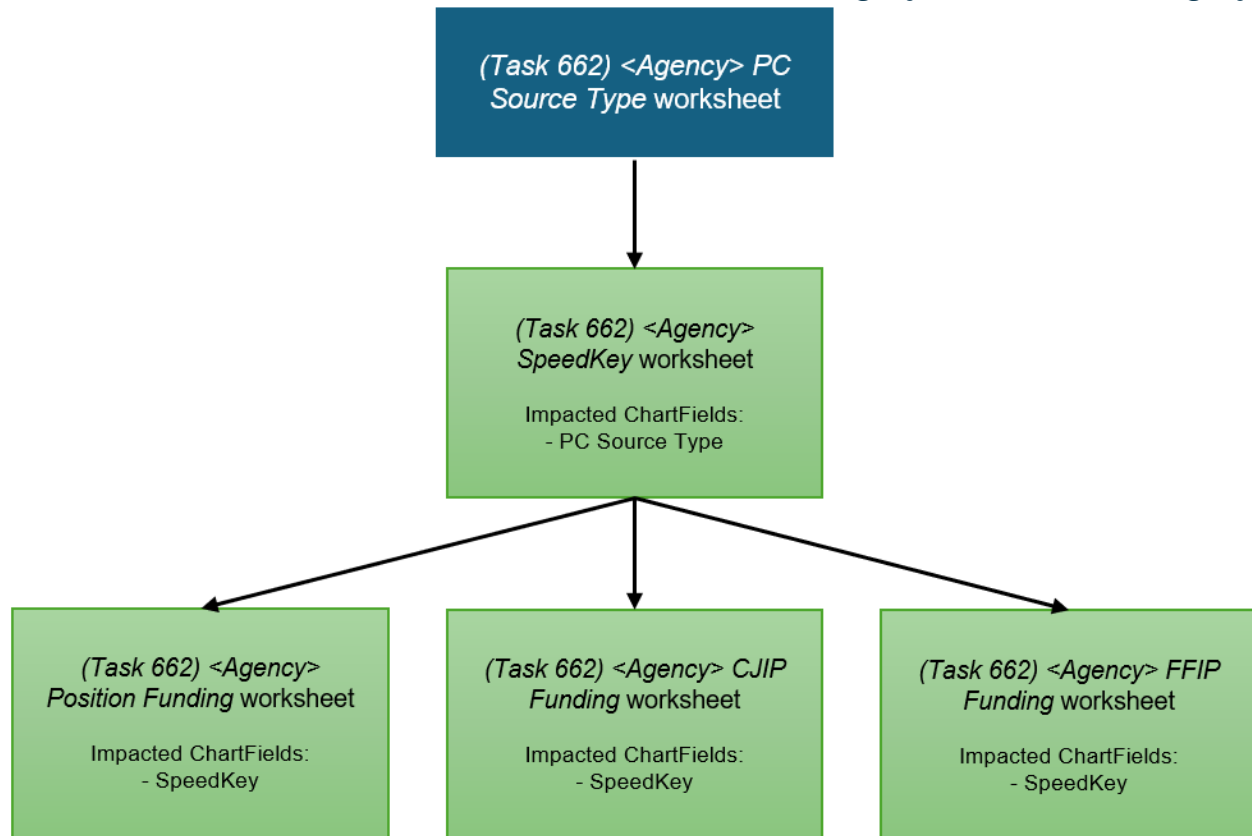 (Task 662) <Agency> PC
Source Type worksheet
(Task 662) <Agency>
SpeedKey worksheet
Impacted ChartFields:
- PC Source Type
(Task 662) <Agency>
Position Funding worksheet
Impacted ChartFields:
- SpeedKey
(Task 662) <Agency> CJIP
Funding worksheet
Impacted ChartFields:
- SpeedKey
(Task 662) <Agency> FFIP
Funding worksheet
Impacted ChartFields:
- SpeedKey